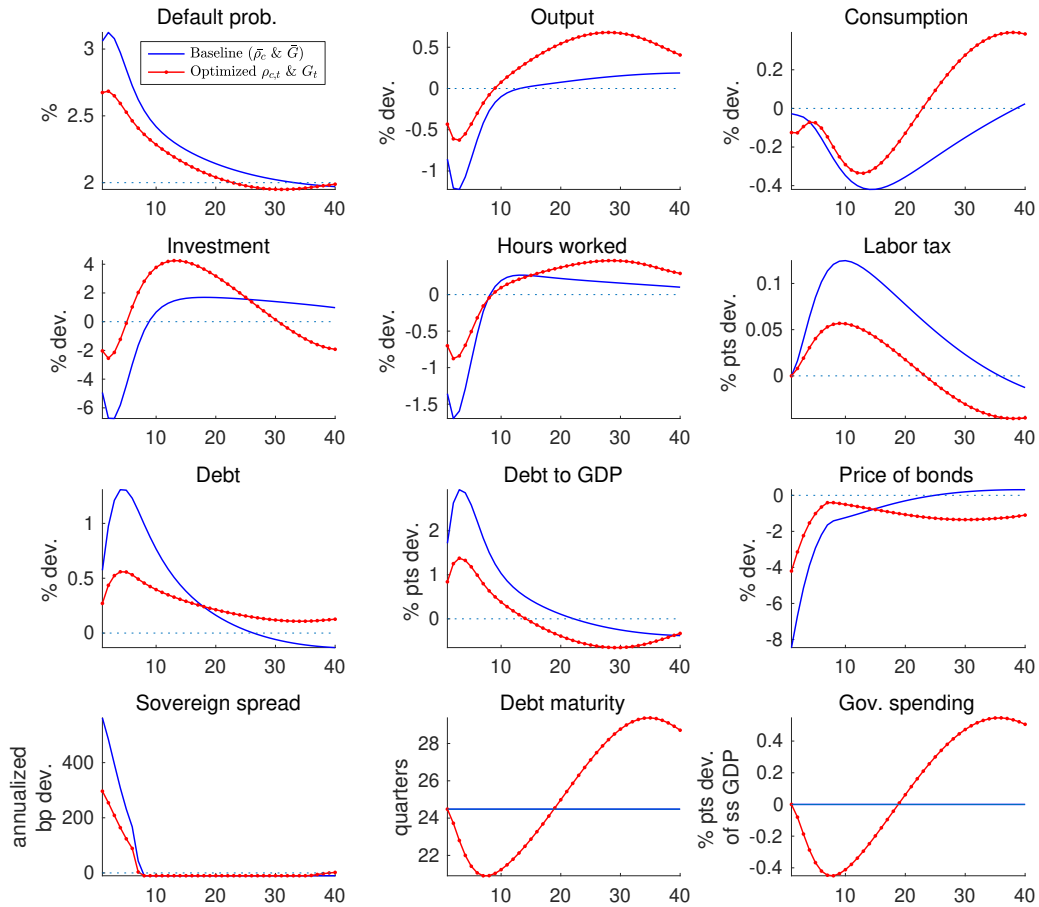 Default prob.
Output
Consumption
3
2.5
2
%
Baseline (ρ̄c & Ḡ)
Optimized ρc,t & Gt
10 20 30 40
0.5
0
-0.5
-1
% dev.
10 20 30 40
0.2
0
-0.2
-0.4
% dev.
10 20 30 40
Investment
Hours worked
Labor tax
4
2
0
-2
-4
-6
% dev.
10 20 30 40
0
-0.5
-1
-1.5
% dev.
10 20 30 40
0.1
0.05
0
% pts dev.
10 20 30 40
Debt
Debt to GDP
Price of bonds
1
0.5
0
% dev.
10 20 30 40
2
1
0
% pts dev.
10 20 30 40
0
-2
-4
-6
-8
% dev.
10 20 30 40
Sovereign spread
Debt maturity
Gov. spending
400
200
0
annualized
bp dev.
10 20 30 40
28
26
24
22
quarters
10 20 30 40
0.4
0.2
0
-0.2
-0.4
% pts dev.
of ss GDP
10 20 30 40